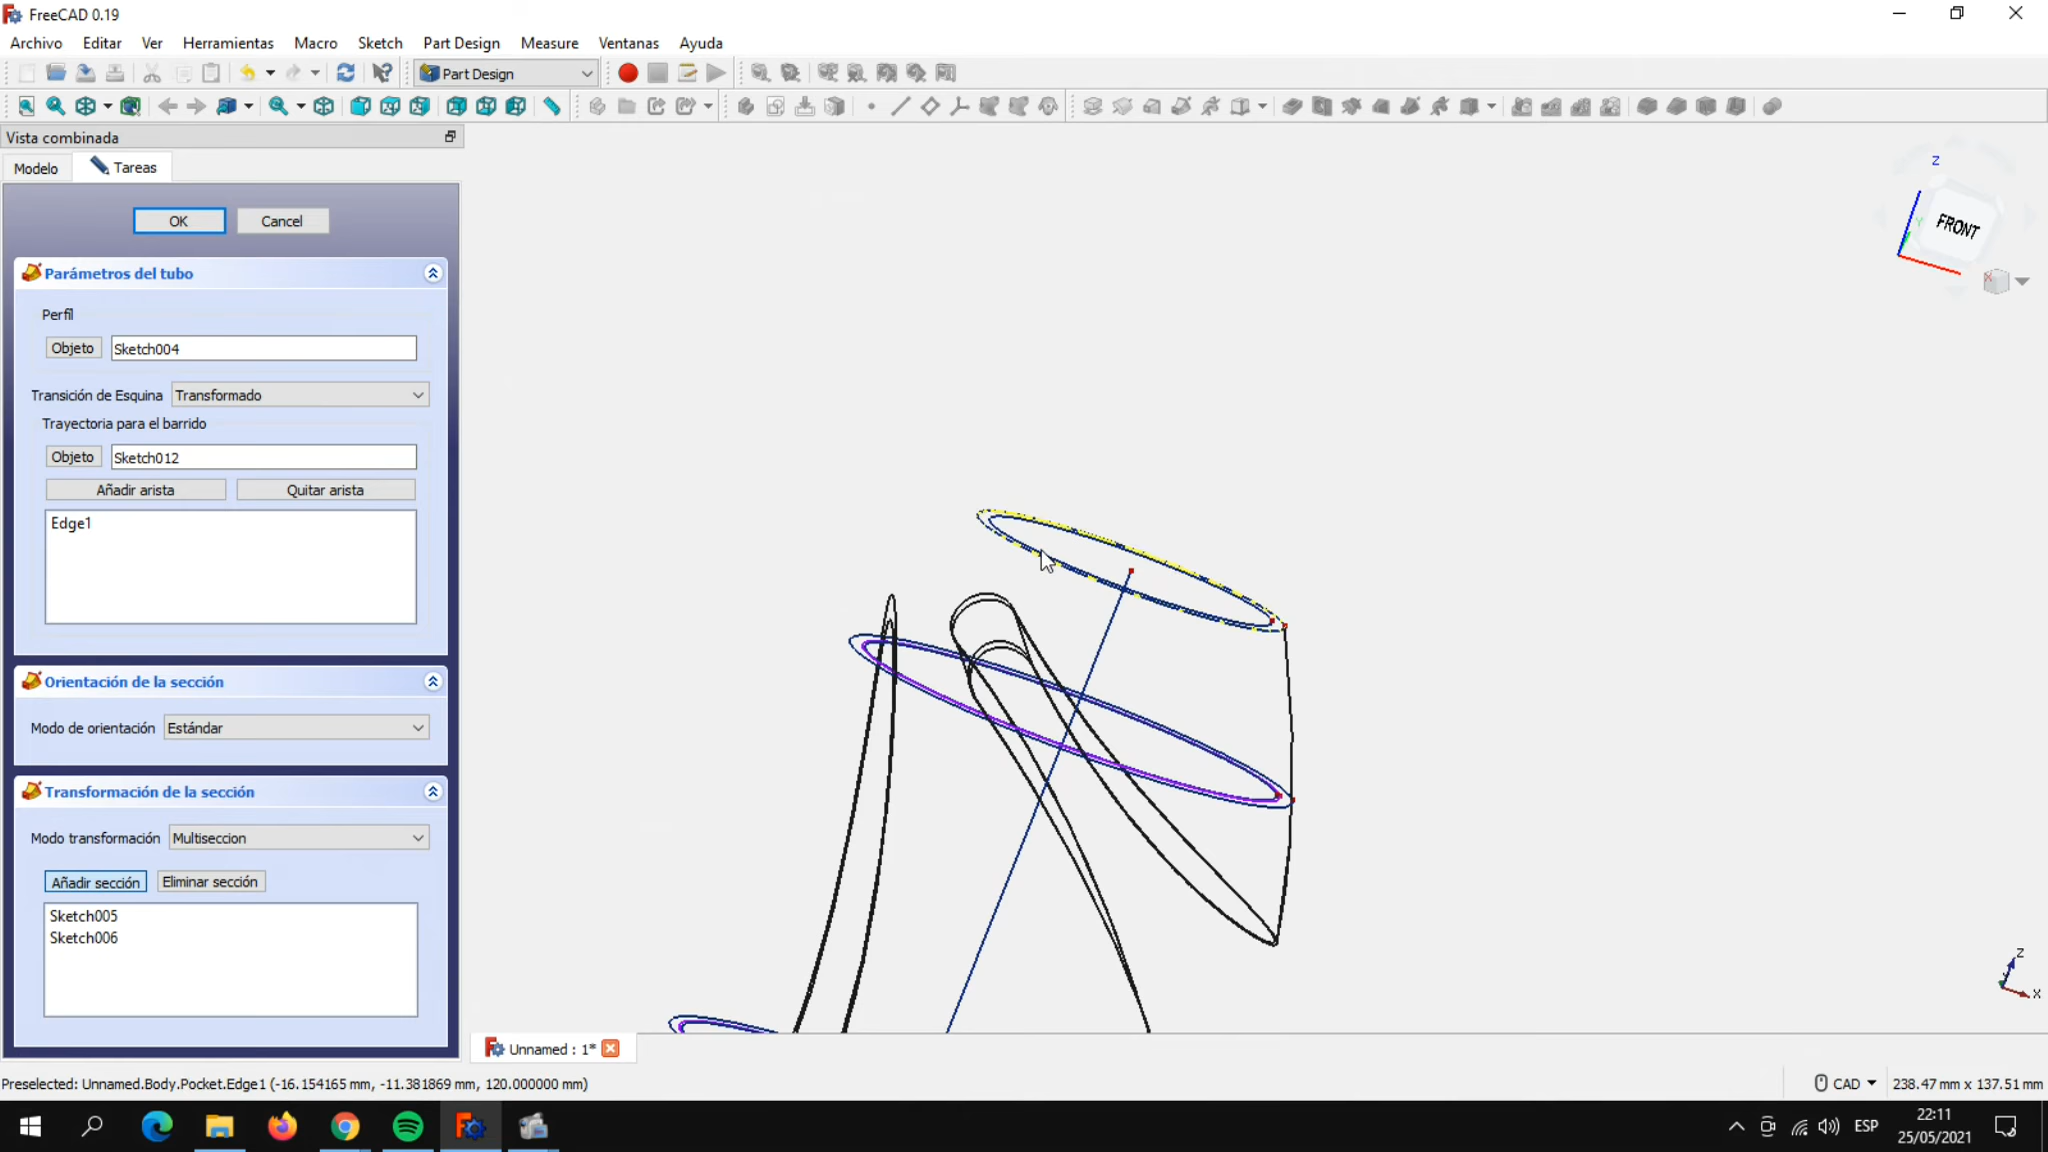 FreeCAD 0.19
Archivo Editar Ver Herramientas Macro Sketch Part Design Measure Ventanas Ayuda
Part Design
Vista combinada
Modelo Tareas
OK Cancel
Parámetros del tubo
Perfil
Objeto Sketch004
Transición de Esquina Transformado
Trayectoria para el barrido
Objeto Sketch012
Añadir arista Quitar arista
Edge1
Orientación de la sección
Modo de orientación Estándar
Transformación de la sección
Modo transformación Multiseccion
Añadir sección Eliminar sección
Sketch005
Sketch006
Z
Y
FRONT
Z
X
Unnamed : 1*
Preselected: Unnamed.Body.Pocket.Edge1 (-16.154165 mm, -11.381869 mm, 120.000000 mm)
CAD 238.47 mm x 137.51 mm
ESP
22:11
25/05/2021